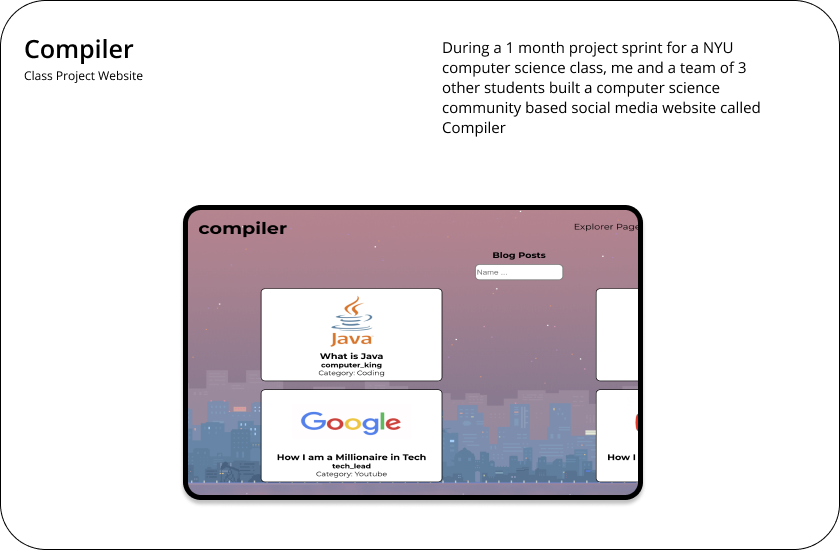 Compiler
Class Project Website
During a 1 month project sprint for a NYU
computer science class, me and a team of 3
other students built a computer science
community based social media website called
Compiler
compiler
Explorer Page
Blog Posts
Name ...
Java
What is Java
computer_king
Category: Coding
Google
How I am a Millionaire in Tech
tech_lead
Category: Youtube
How I